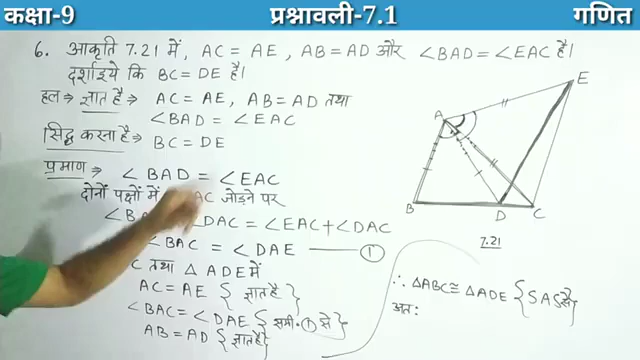 कक्षा-9 प्रश्नावली-7.1 गणित
6. आकृति 7.21 में, AC = AE, AB = AD और ∠BAD = ∠EAC है।
दर्शाइये कि BC = DE है।
हल ⇒ ज्ञात है ⇒ AC = AE, AB = AD तथा
∠BAD = ∠EAC
सिद्ध करना है ⇒ BC = DE
प्रमाण ⇒ ∠BAD = ∠EAC
दोनों पक्षों में AC जोडने पर
∠BA ∠DAC = ∠EAC + ∠DAC
∠BAC = ∠DAE —— ①
C तथा △ADE में
AC = AE {ज्ञात है}
∠BAC = ∠DAE {समी. ① से}
AB = AD {ज्ञात है}
A
B
D
C
E
7.21
∴ △ABC ≅ △ADE {SAS से}
अतः